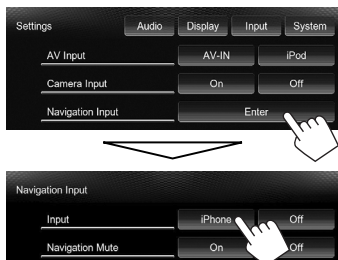 Settings Audio Display Input System
AV Input AV-IN iPod
Camera Input On Off
Navigation Input Enter
Navigation Input
Input iPhone Off
Navigation Mute On Off